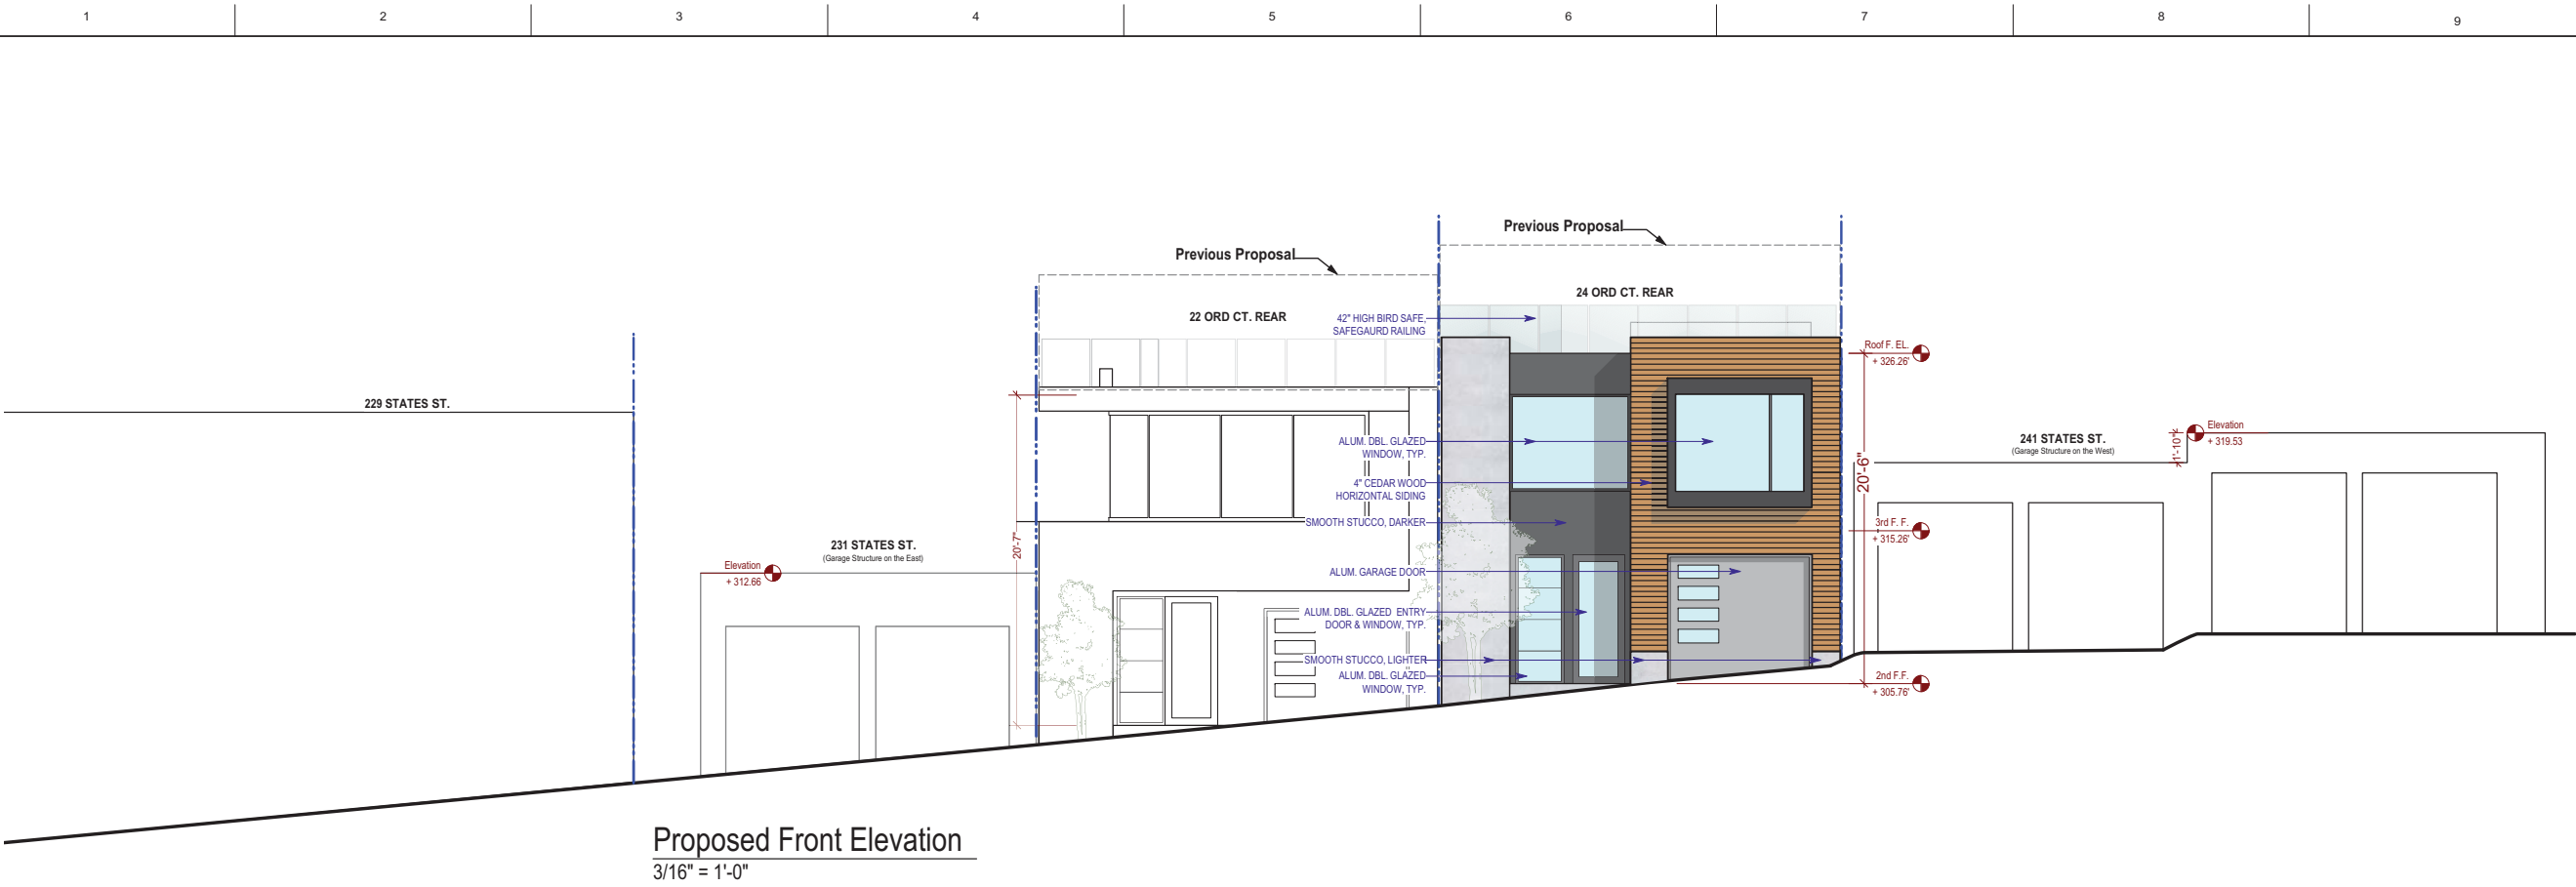 1 2 3 4 5 6 7 8 9
Previous Proposal
Previous Proposal
24 ORD CT. REAR
22 ORD CT. REAR
42" HIGH BIRD SAFE,
SAFEGAURD RAILING
Roof F. EL.
+ 326.26'
229 STATES ST.
ALUM. DBL. GLAZED
WINDOW, TYP.
4" CEDAR WOOD
HORIZONTAL SIDING
SMOOTH STUCCO, DARKER
20'-6"
241 STATES ST.
(Garage Structure on the West)
1'-10"
Elevation
+ 319.53
3rd F. F.
+ 315.26'
231 STATES ST.
(Garage Structure on the East)
Elevation
+ 312.66
20'-7"
ALUM. GARAGE DOOR
ALUM. DBL. GLAZED ENTRY
DOOR & WINDOW, TYP.
SMOOTH STUCCO, LIGHTER
ALUM. DBL. GLAZED
WINDOW, TYP.
2nd F.F.
+ 305.76'
Proposed Front Elevation
3/16" = 1'-0"